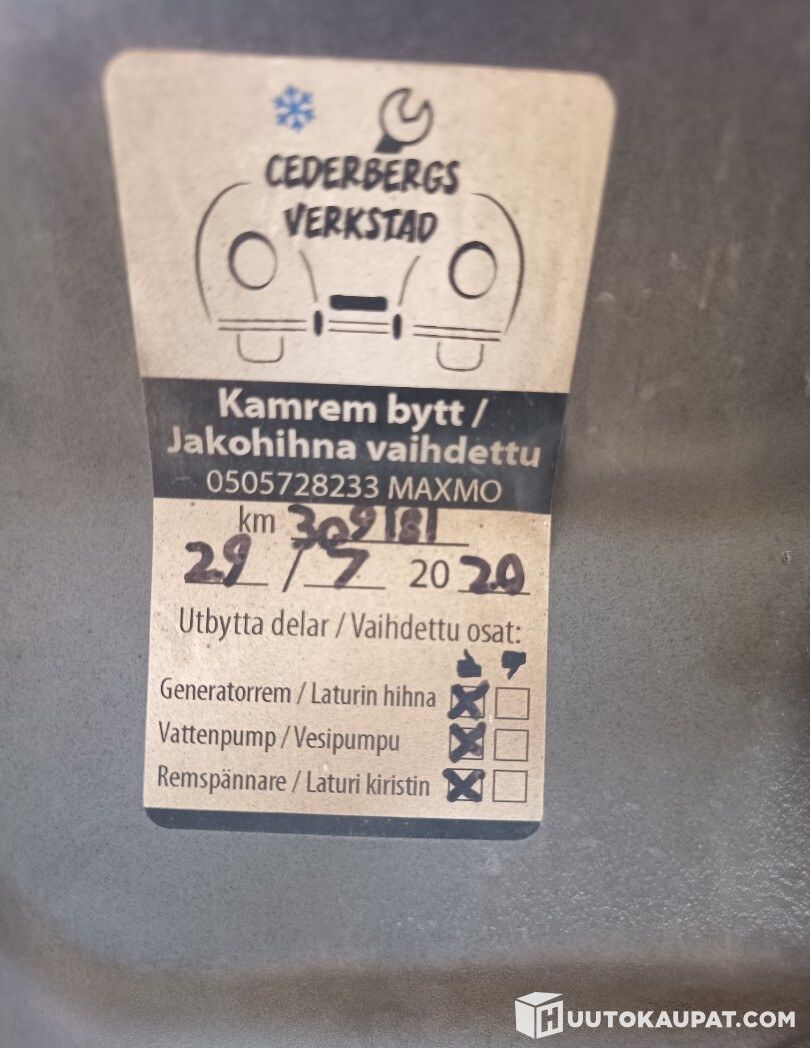 CEDERBERGS
VERKSTAD
Kamrem bytt /
Jakohihna vaihdettu
0505728233 MAXMO
km 309181
29 / 7 2020
Utbytta delar / Vaihdettu osat:
Generatorrem / Laturin hihna
Vattenpump / Vesipumpu
Remspännare / Laturi kiristin
HUUTOKAUPAT.COM